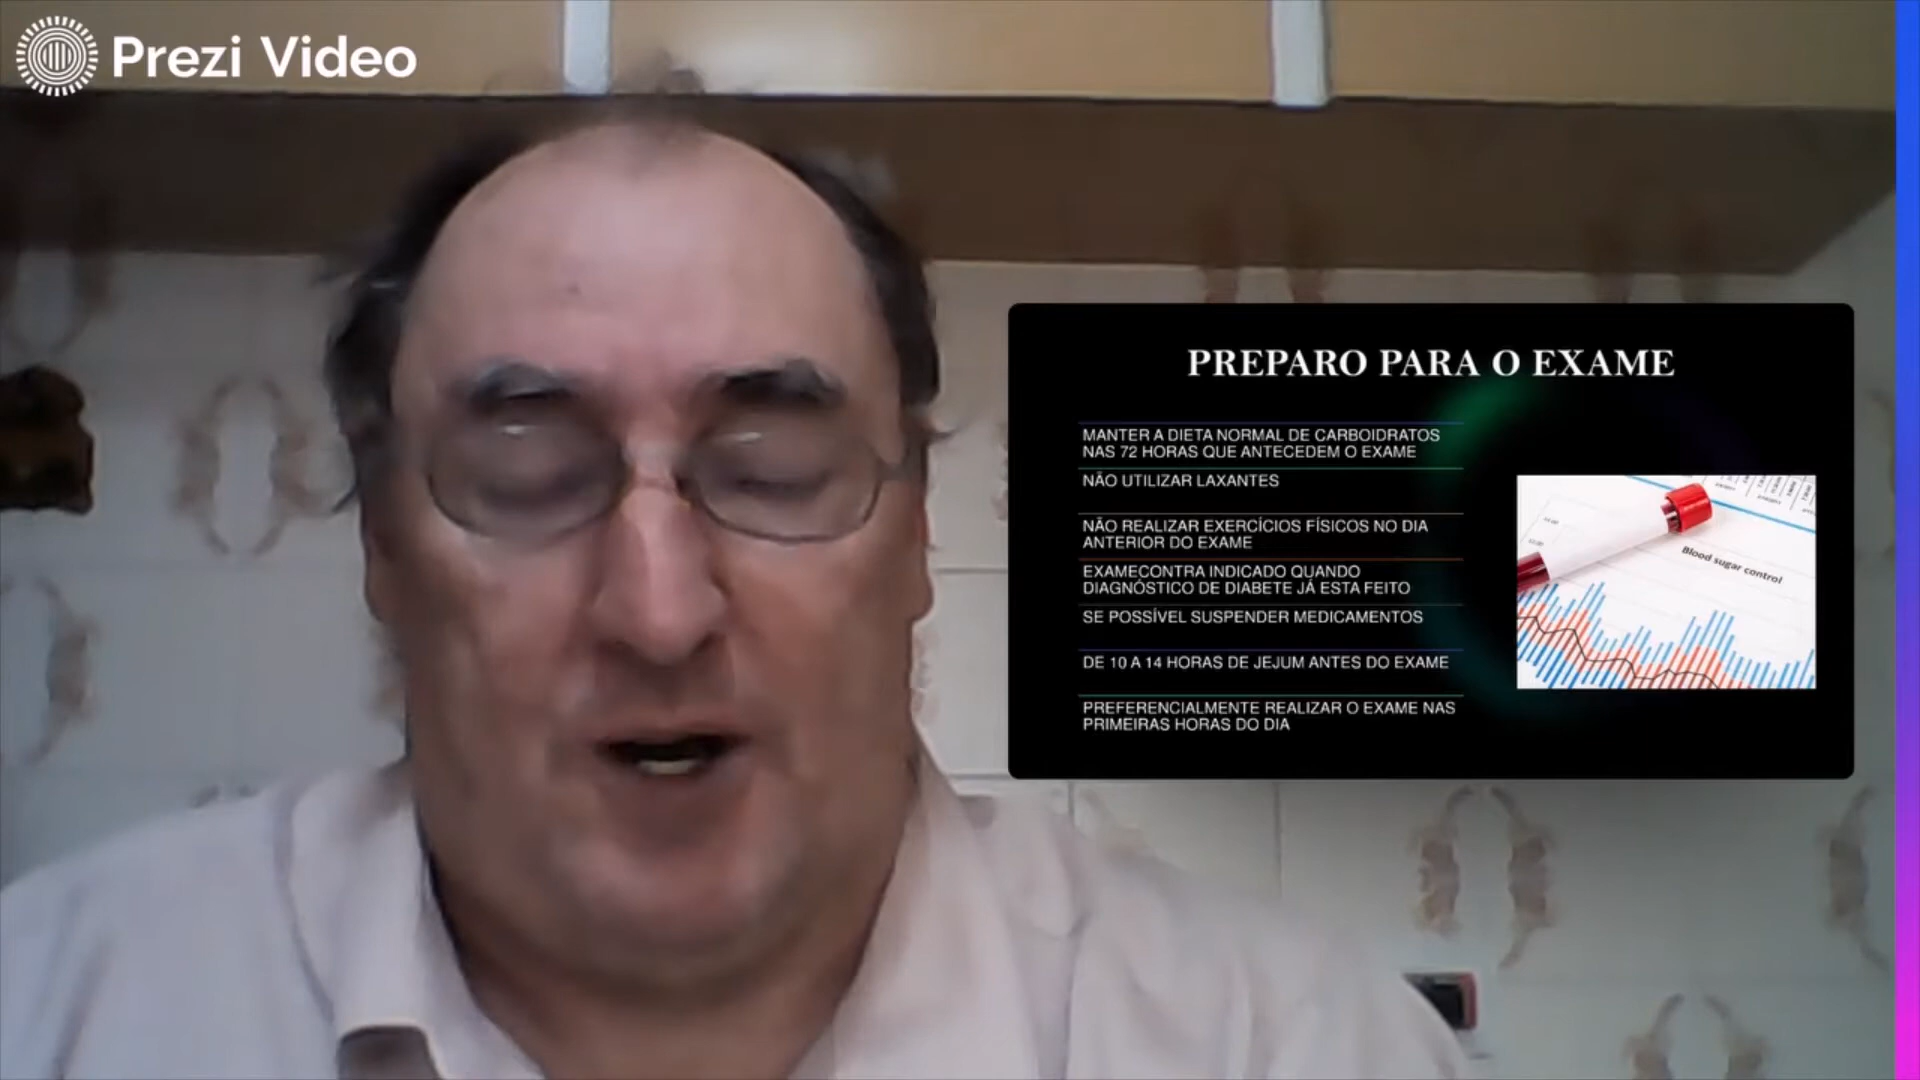 Prezi Video
PREPARO PARA O EXAME
MANTER A DIETA NORMAL DE CARBOIDRATOS
NAS 72 HORAS QUE ANTECEDEM O EXAME
NÃO UTILIZAR LAXANTES
NÃO REALIZAR EXERCÍCIOS FÍSICOS NO DIA
ANTERIOR DO EXAME
EXAMECONTRA INDICADO QUANDO
DIAGNÓSTICO DE DIABETE JÁ ESTA FEITO
SE POSSÍVEL SUSPENDER MEDICAMENTOS
DE 10 A 14 HORAS DE JEJUM ANTES DO EXAME
PREFERENCIALMENTE REALIZAR O EXAME NAS
PRIMEIRAS HORAS DO DIA
Blood sugar control